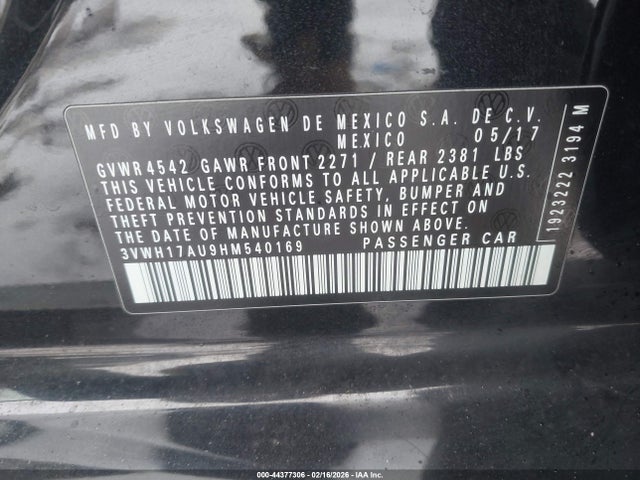 MFD BY VOLKSWAGEN DE MEXICO S.A. DE C.V.
MEXICO 05/17
GVWR 4542 GAWR FRONT 2271 / REAR 2381 LBS
THIS VEHICLE CONFORMS TO ALL APPLICABLE U.S.
FEDERAL MOTOR VEHICLE SAFETY, BUMPER AND
THEFT PREVENTION STANDARDS IN EFFECT ON
THE DATE OF MANUFACTURE SHOWN ABOVE.
3VWH17AU9HM540169 PASSENGER CAR
1923222 3194 M
000-44377306 - 02/16/2026 - IAA Inc.